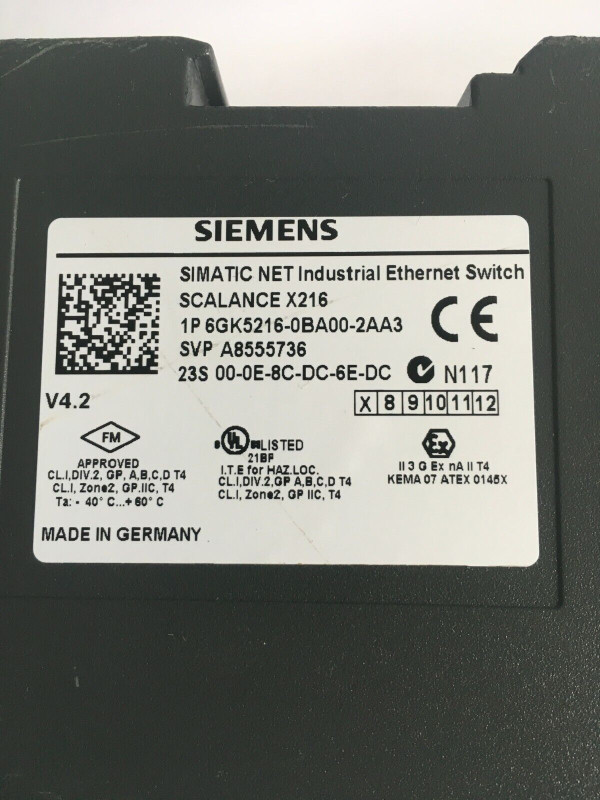 SIEMENS
SIMATIC NET Industrial Ethernet Switch
SCALANCE X216
1P 6GK5216-0BA00-2AA3
SVP A8555736
23S 00-0E-8C-DC-6E-DC
N117
CE
V4.2
X 8 9 10 11 12
FM
APPROVED
CL.I,DIV.2, GP, A,B,C,D T4
CL.I, Zone2, GP.IIC, T4
Ta: - 40° C...+ 60° C
c UL us LISTED
21BF
I.T.E for HAZ.LOC.
CL.I,DIV.2, GP A,B,C,D T4
CL.I, Zone2, GP IIC, T4
Ex
II 3 G Ex nA II T4
KEMA 07 ATEX 0145X
MADE IN GERMANY